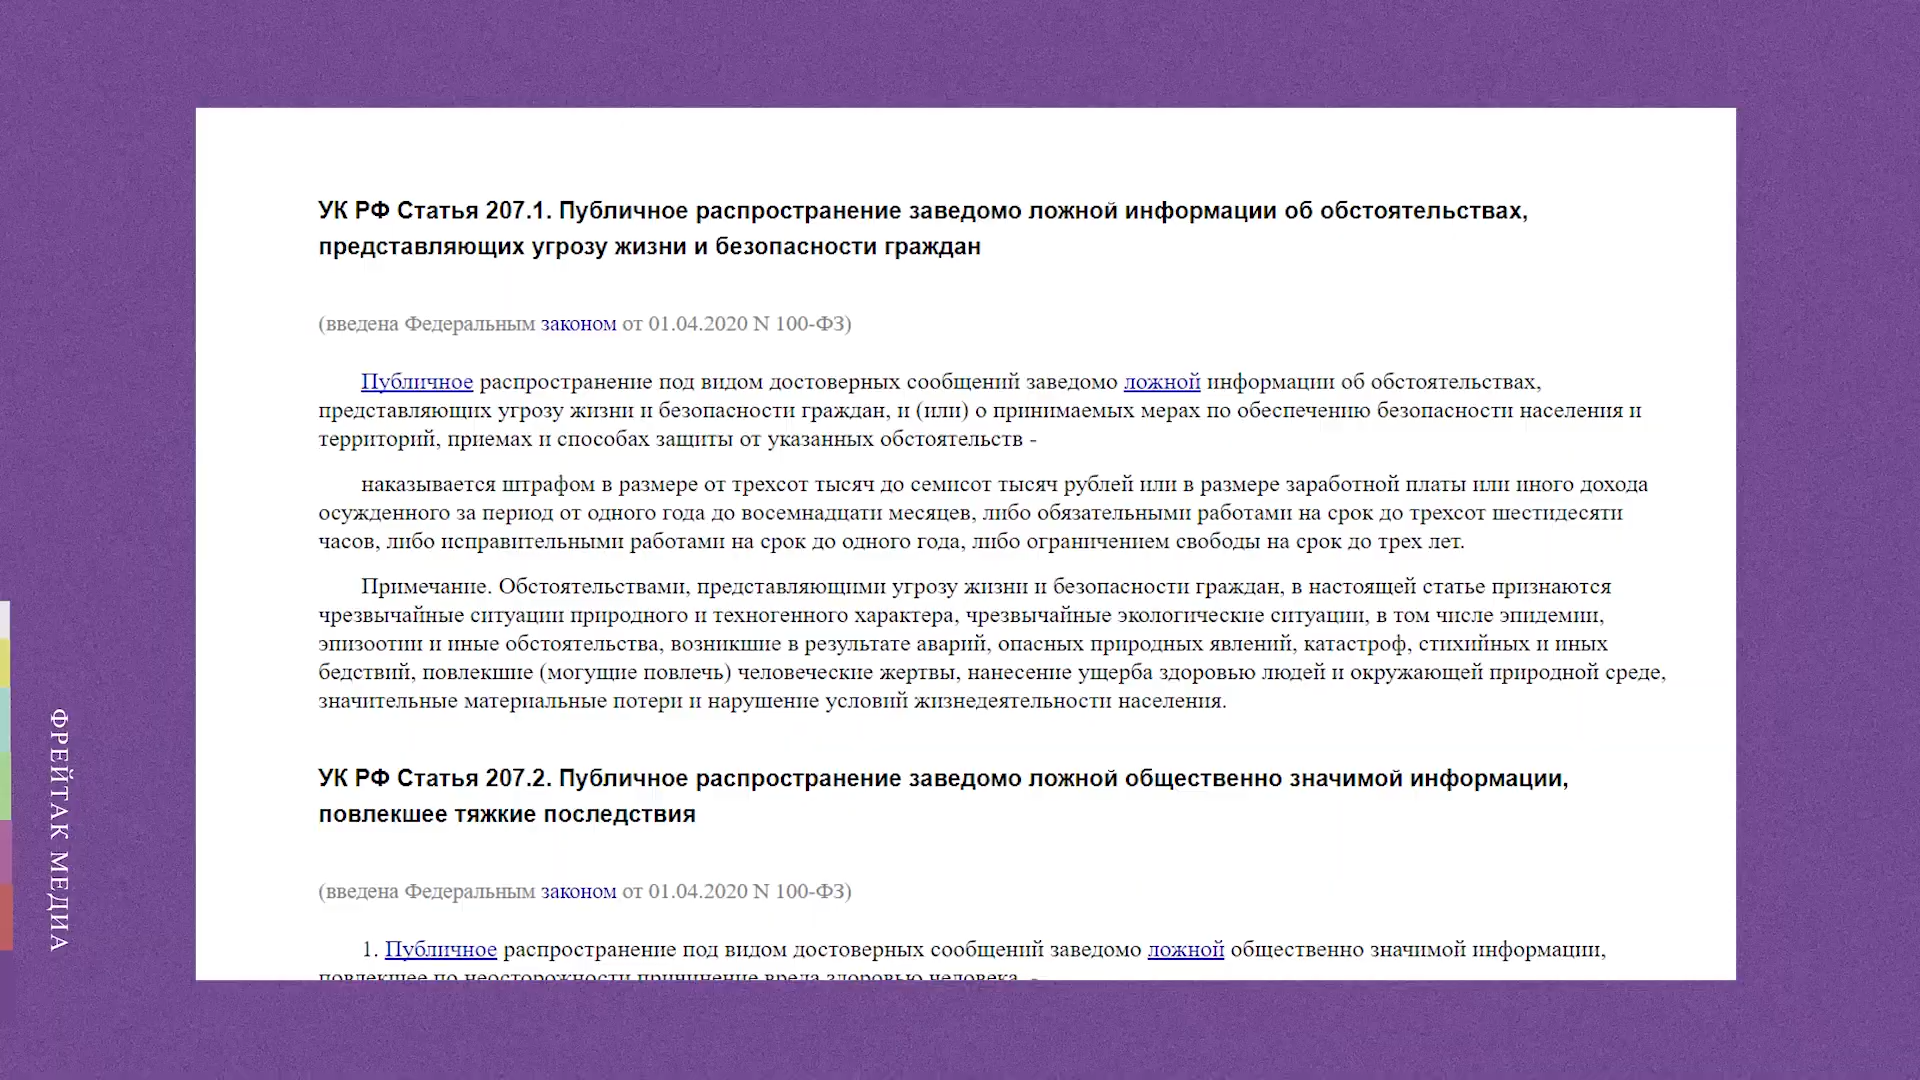 УК РФ Статья 207.1. Публичное распространение заведомо ложной информации об обстоятельствах,
представляющих угрозу жизни и безопасности граждан
(введена Федеральным законом от 01.04.2020 N 100-ФЗ)
Публичное распространение под видом достоверных сообщений заведомо ложной информации об обстоятельствах,
представляющих угрозу жизни и безопасности граждан, и (или) о принимаемых мерах по обеспечению безопасности населения и
территорий, приемах и способах защиты от указанных обстоятельств -
наказывается штрафом в размере от трехсот тысяч до семисот тысяч рублей или в размере заработной платы или иного дохода
осужденного за период от одного года до восемнадцати месяцев, либо обязательными работами на срок до трехсот шестидесяти
часов, либо исправительными работами на срок до одного года, либо ограничением свободы на срок до трех лет.
Примечание. Обстоятельствами, представляющими угрозу жизни и безопасности граждан, в настоящей статье признаются
чрезвычайные ситуации природного и техногенного характера, чрезвычайные экологические ситуации, в том числе эпидемии,
эпизоотии и иные обстоятельства, возникшие в результате аварий, опасных природных явлений, катастроф, стихийных и иных
бедствий, повлекшие (могущие повлечь) человеческие жертвы, нанесение ущерба здоровью людей и окружающей природной среде,
значительные материальные потери и нарушение условий жизнедеятельности населения.
УК РФ Статья 207.2. Публичное распространение заведомо ложной общественно значимой информации,
повлекшее тяжкие последствия
(введена Федеральным законом от 01.04.2020 N 100-ФЗ)
1. Публичное распространение под видом достоверных сообщений заведомо ложной общественно значимой информации,
повлекшее по неосторожности причинение вреда здоровью человека, -
ФРЕЙТАК МЕДИА